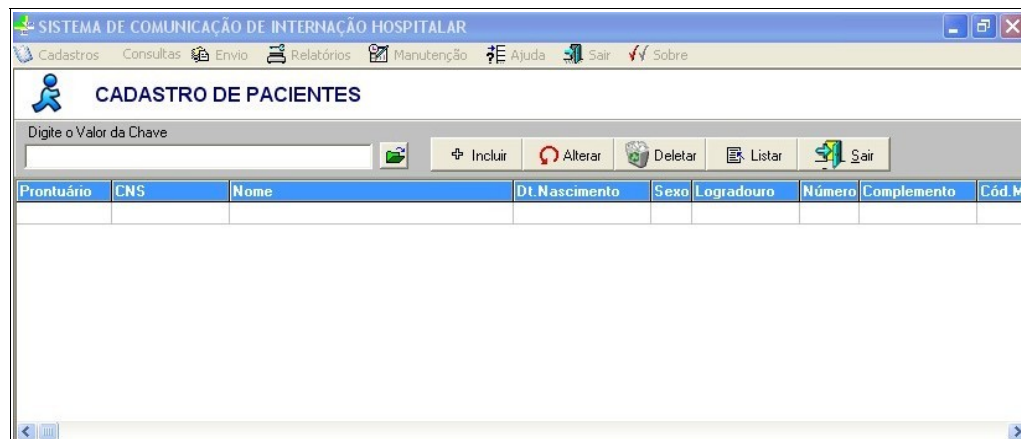 SISTEMA DE COMUNICAÇÃO DE INTERNAÇÃO HOSPITALAR
Cadastros Consultas Envio Relatórios Manutenção Ajuda Sair Sobre
CADASTRO DE PACIENTES
Digite o Valor da Chave
Incluir Alterar Deletar Listar Sair
Prontuário CNS Nome Dt.Nascimento Sexo Logradouro Número Complemento Cód.M